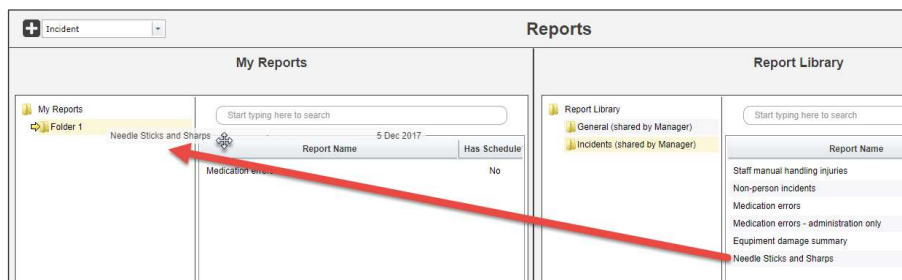 Incident
Reports
My Reports
Report Library
My Reports
Folder 1
Start typing here to search
Needle Sticks and Sharps
5 Dec 2017
Report Name
Has Schedule
Medication errors
No
Report Library
General (shared by Manager)
Incidents (shared by Manager)
Start typing here to search
Report Name
Staff manual handling injuries
Non-person incidents
Medication errors
Medication errors - administration only
Equpiment damage summary
Needle Sticks and Sharps